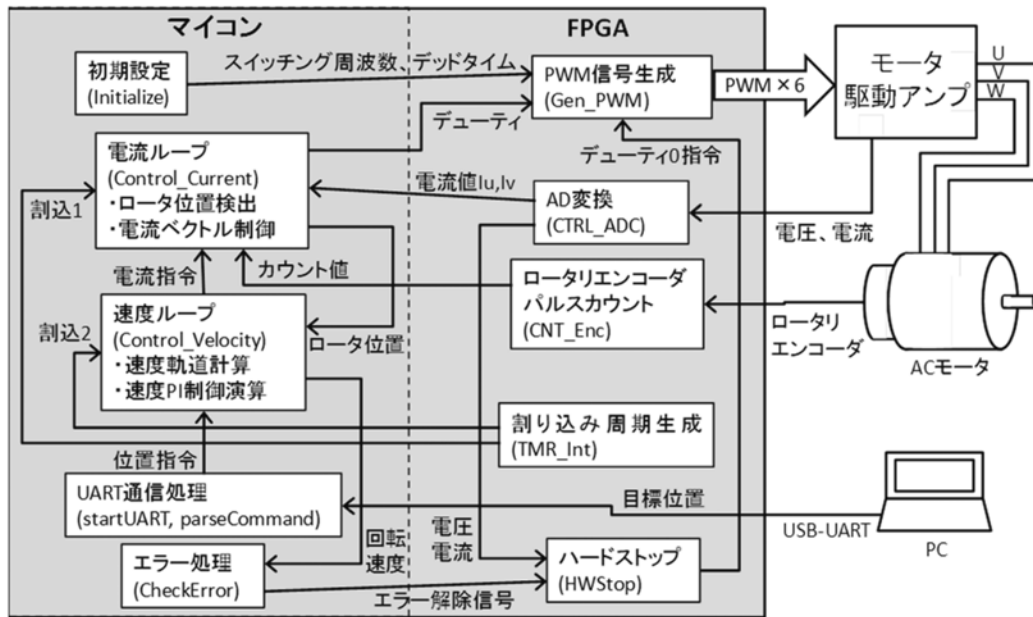 マイコン
FPGA
初期設定
(Initialize)
スイッチング周波数、デッドタイム
PWM信号生成
(Gen_PWM)
PWM×6
モータ
駆動アンプ
U
V
W
デューティ
デューティ0指令
電流ループ
(Control_Current)
・ロータ位置検出
・電流ベクトル制御
割込1
電流値Iu,Iv
AD変換
(CTRL_ADC)
電圧、電流
電流指令
カウント値
ロータリエンコーダ
パルスカウント
(CNT_Enc)
ロータリ
エンコーダ
ACモータ
割込2
速度ループ
(Control_Velocity)
・速度軌道計算
・速度PI制御演算
ロータ位置
割り込み周期生成
(TMR_Int)
位置指令
UART通信処理
(startUART, parseCommand)
目標位置
USB-UART
PC
回転
速度
電圧
電流
エラー処理
(CheckError)
エラー解除信号
ハードストップ
(HWStop)